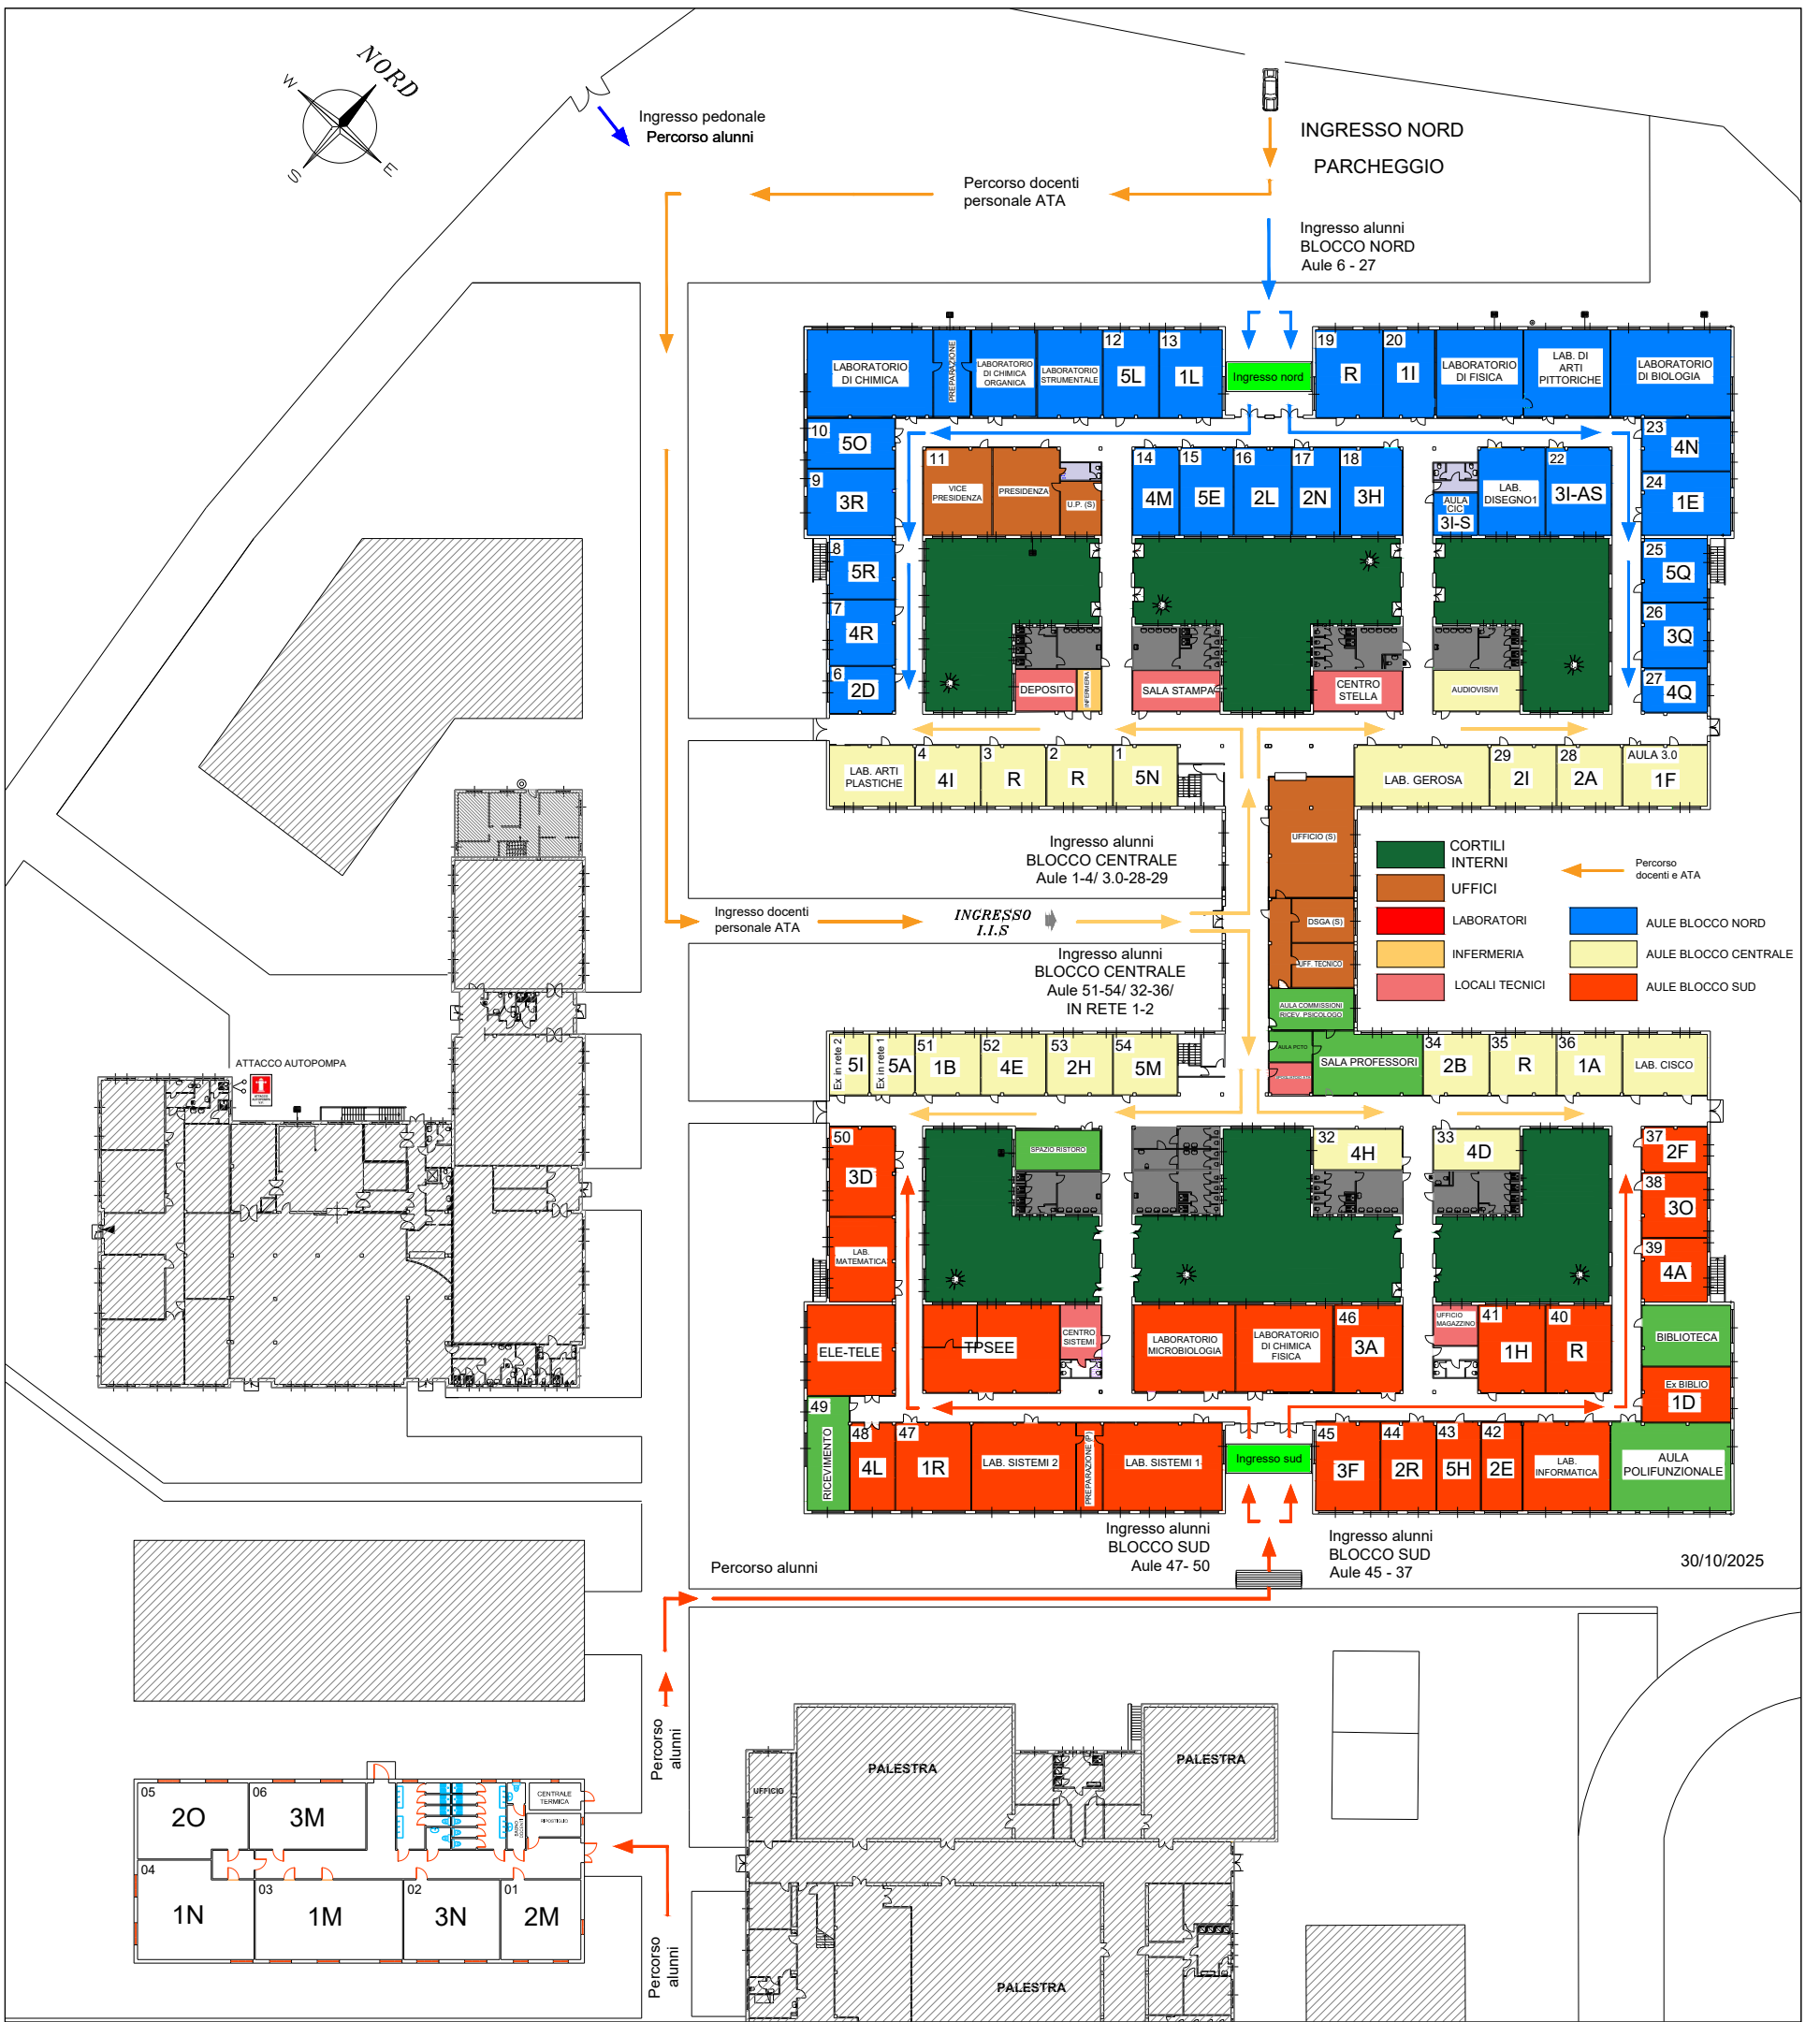 NORD
W
S
E
Ingresso pedonale
Percorso alunni
INGRESSO NORD
PARCHEGGIO
Percorso docenti
personale ATA
Ingresso alunni
BLOCCO NORD
Aule 6 - 27
LABORATORIO
DI CHIMICA
PREPARAZIONE
LABORATORIO
DI CHIMICA
ORGANICA
LABORATORIO
STRUMENTALE
12
5L
13
1L
Ingresso nord
19
R
20
1I
LABORATORIO
DI FISICA
LAB. DI
ARTI
PITTORICHE
LABORATORIO
DI BIOLOGIA
10
5O
9
3R
11
VICE
PRESIDENZA
PRESIDENZA
U.P. (S)
14
4M
15
5E
16
2L
17
2N
18
3H
AULA
CIC
3I-S
LAB.
DISEGNO1
22
3I-AS
23
4N
24
1E
8
5R
7
4R
6
2D
25
5Q
26
3Q
27
4Q
DEPOSITO
INFERMERIA
SALA STAMPA
CENTRO
STELLA
AUDIOVISIVI
LAB. ARTI
PLASTICHE
4
4I
3
R
2
R
1
5N
LAB. GEROSA
29
2I
28
2A
AULA 3.0
1F
UFFICIO (S)
DSGA (S)
UFF. TECNICO
Ingresso alunni
BLOCCO CENTRALE
Aule 1-4/ 3.0-28-29
Ingresso docenti
personale ATA
INGRESSO
I.I.S
Ingresso alunni
BLOCCO CENTRALE
Aule 51-54/ 32-36/
IN RETE 1-2
CORTILI
INTERNI
UFFICI
LABORATORI
INFERMERIA
LOCALI TECNICI
Percorso
docenti e ATA
AULE BLOCCO NORD
AULE BLOCCO CENTRALE
AULE BLOCCO SUD
AULA COMMISSIONI
RICEV. PSICOLOGO
AULA PCTO
SALA PROFESSORI
Ex in rete 2
5I
Ex in rete 1
5A
51
1B
52
4E
53
2H
54
5M
34
2B
35
R
36
1A
LAB. CISCO
ATTACCO AUTOPOMPA
50
3D
LAB.
MATEMATICA
SPAZIO RISTORO
32
4H
33
4D
37
2F
38
3O
39
4A
ELE-TELE
TPSEE
CENTRO
SISTEMI
LABORATORIO
MICROBIOLOGIA
LABORATORIO
DI CHIMICA
FISICA
46
3A
UFFICIO
MAGAZZINO
41
1H
40
R
BIBLIOTECA
Ex BIBLIO
1D
49
RICEVIMENTO
48
4L
47
1R
LAB. SISTEMI 2
PREPARAZIONE (P)
LAB. SISTEMI 1
Ingresso sud
45
3F
44
2R
43
5H
42
2E
LAB.
INFORMATICA
AULA
POLIFUNZIONALE
Ingresso alunni
BLOCCO SUD
Aule 47- 50
Ingresso alunni
BLOCCO SUD
Aule 45 - 37
30/10/2025
Percorso alunni
Percorso
alunni
05
2O
06
3M
CENTRALE
TERMICA
RIPOSTIGLIO
04
1N
03
1M
02
3N
01
2M
Percorso
alunni
UFFICIO
PALESTRA
PALESTRA
PALESTRA